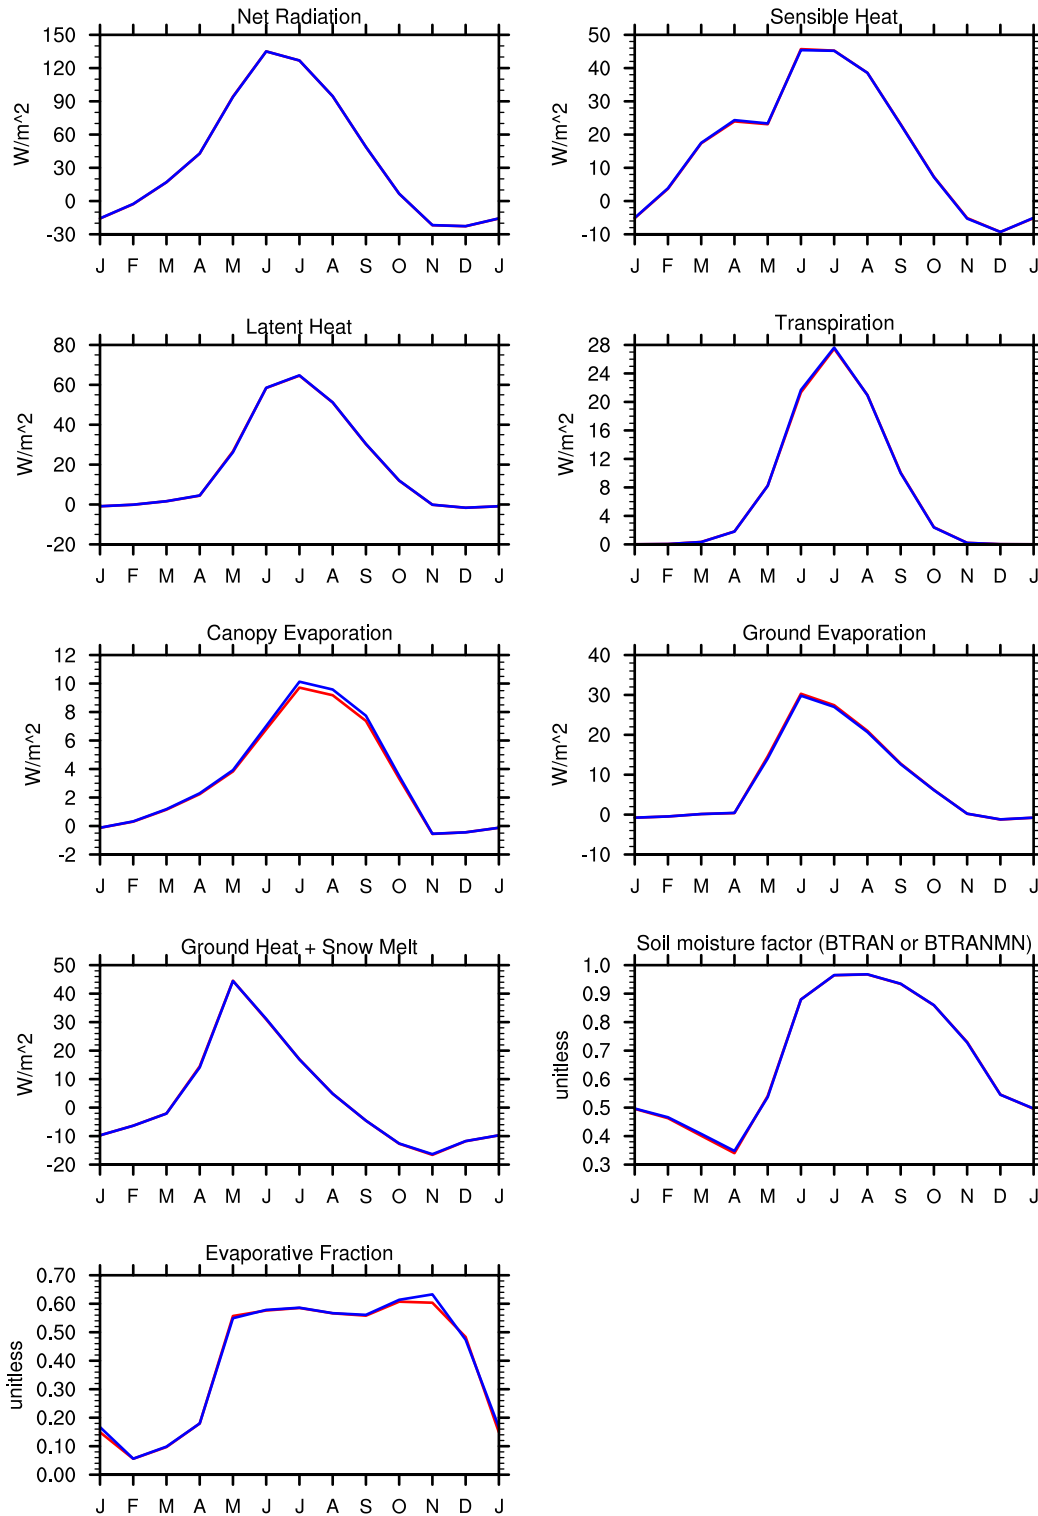 Net Radiation
150
120
90
60
30
0
-30
W/m^2
J F M A M J J A S O N D J
Sensible Heat
50
40
30
20
10
0
-10
W/m^2
J F M A M J J A S O N D J
Latent Heat
80
60
40
20
0
-20
W/m^2
J F M A M J J A S O N D J
Transpiration
28
24
20
16
12
8
4
0
W/m^2
J F M A M J J A S O N D J
Canopy Evaporation
12
10
8
6
4
2
0
-2
W/m^2
J F M A M J J A S O N D J
Ground Evaporation
40
30
20
10
0
-10
W/m^2
J F M A M J J A S O N D J
Ground Heat + Snow Melt
50
40
30
20
10
0
-10
-20
W/m^2
J F M A M J J A S O N D J
Soil moisture factor (BTRAN or BTRANMN)
1.0
0.9
0.8
0.7
0.6
0.5
0.4
0.3
unitless
J F M A M J J A S O N D J
Evaporative Fraction
0.70
0.60
0.50
0.40
0.30
0.20
0.10
0.00
unitless
J F M A M J J A S O N D J